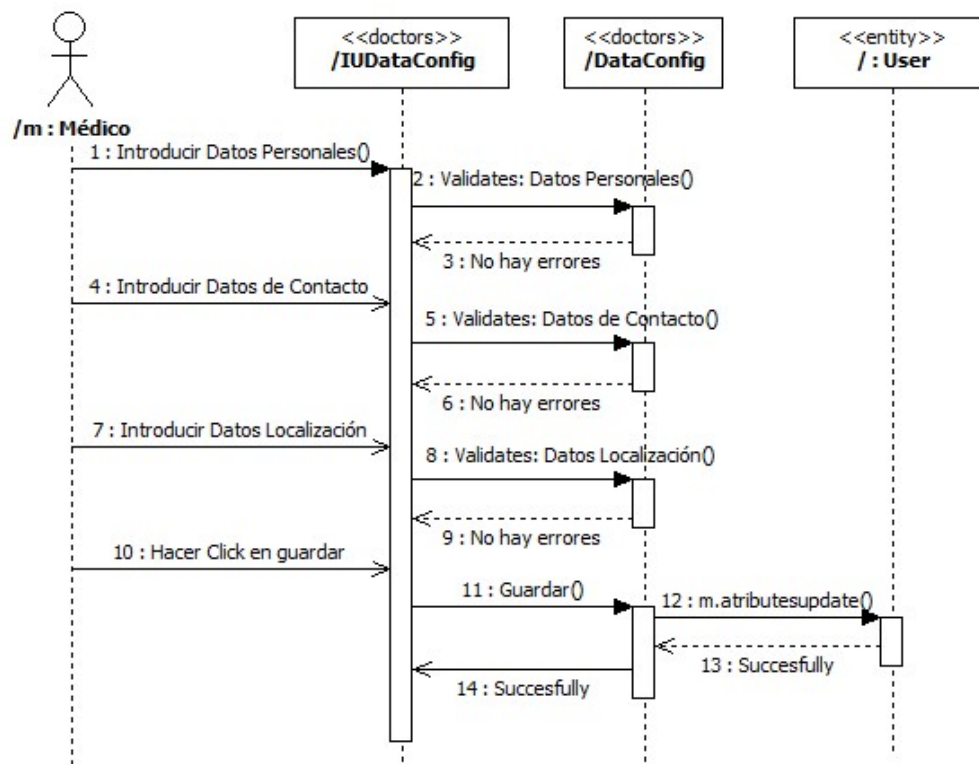 <<doctors>>
/IUDataConfig
<<doctors>>
/DataConfig
<<entity>>
/ : User
/m : Médico
1 : Introducir Datos Personales()
2 : Validates: Datos Personales()
3 : No hay errores
4 : Introducir Datos de Contacto
5 : Validates: Datos de Contacto()
6 : No hay errores
7 : Introducir Datos Localización
8 : Validates: Datos Localización()
9 : No hay errores
10 : Hacer Click en guardar
11 : Guardar()
12 : m.atributesupdate()
13 : Succesfully
14 : Succesfully